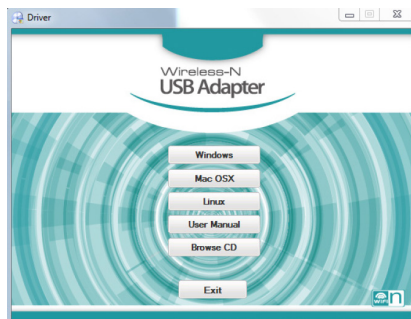 Driver
Wireless-N
USB Adapter
Windows
Mac OSX
Linux
User Manual
Browse CD
Exit
WiFi n